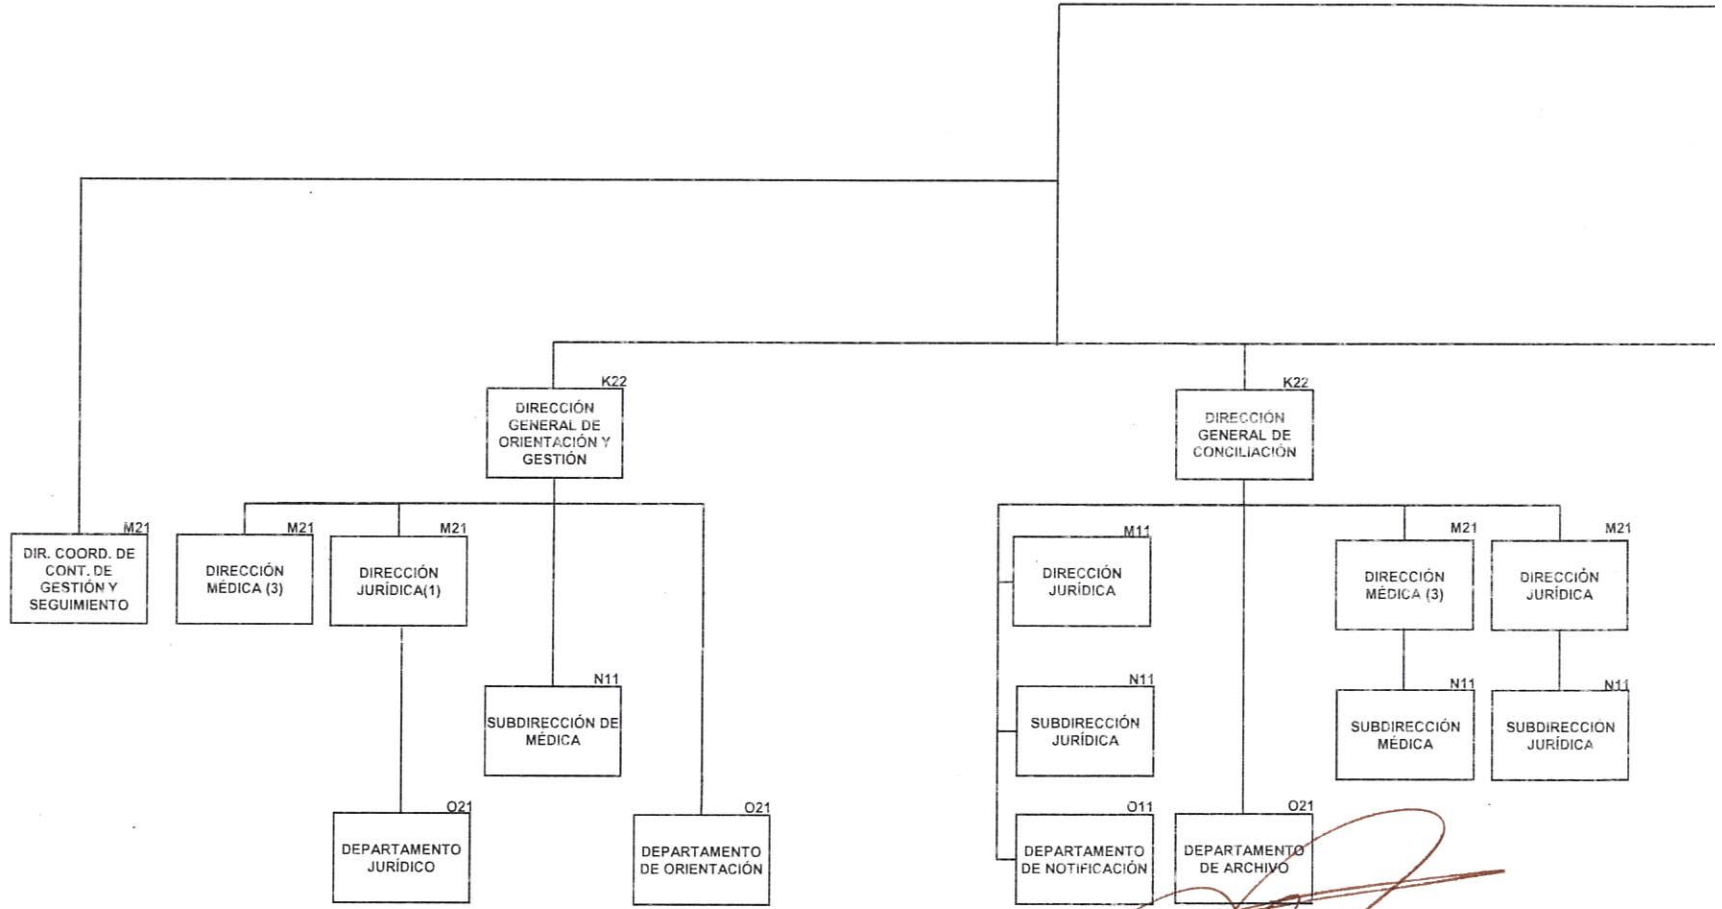 K22
DIRECCIÓN
GENERAL DE
ORIENTACIÓN Y
GESTIÓN
K22
DIRECCIÓN
GENERAL DE
CONCILIACIÓN
M21
DIR. COORD. DE
CONT. DE
GESTIÓN Y
SEGUIMIENTO
M21
DIRECCIÓN
MÉDICA (3)
M21
DIRECCIÓN
JURÍDICA(1)
M11
DIRECCIÓN
JURÍDICA
M21
DIRECCIÓN
MÉDICA (3)
M21
DIRECCIÓN
JURÍDICA
N11
SUBDIRECCIÓN DE
MÉDICA
N11
SUBDIRECCIÓN
JURÍDICA
N11
SUBDIRECCIÓN
MÉDICA
N11
SUBDIRECCIÓN
JURÍDICA
O21
DEPARTAMENTO
JURÍDICO
O21
DEPARTAMENTO
DE ORIENTACIÓN
O11
DEPARTAMENTO
DE NOTIFICACIÓN
O21
DEPARTAMENTO
DE ARCHIVO